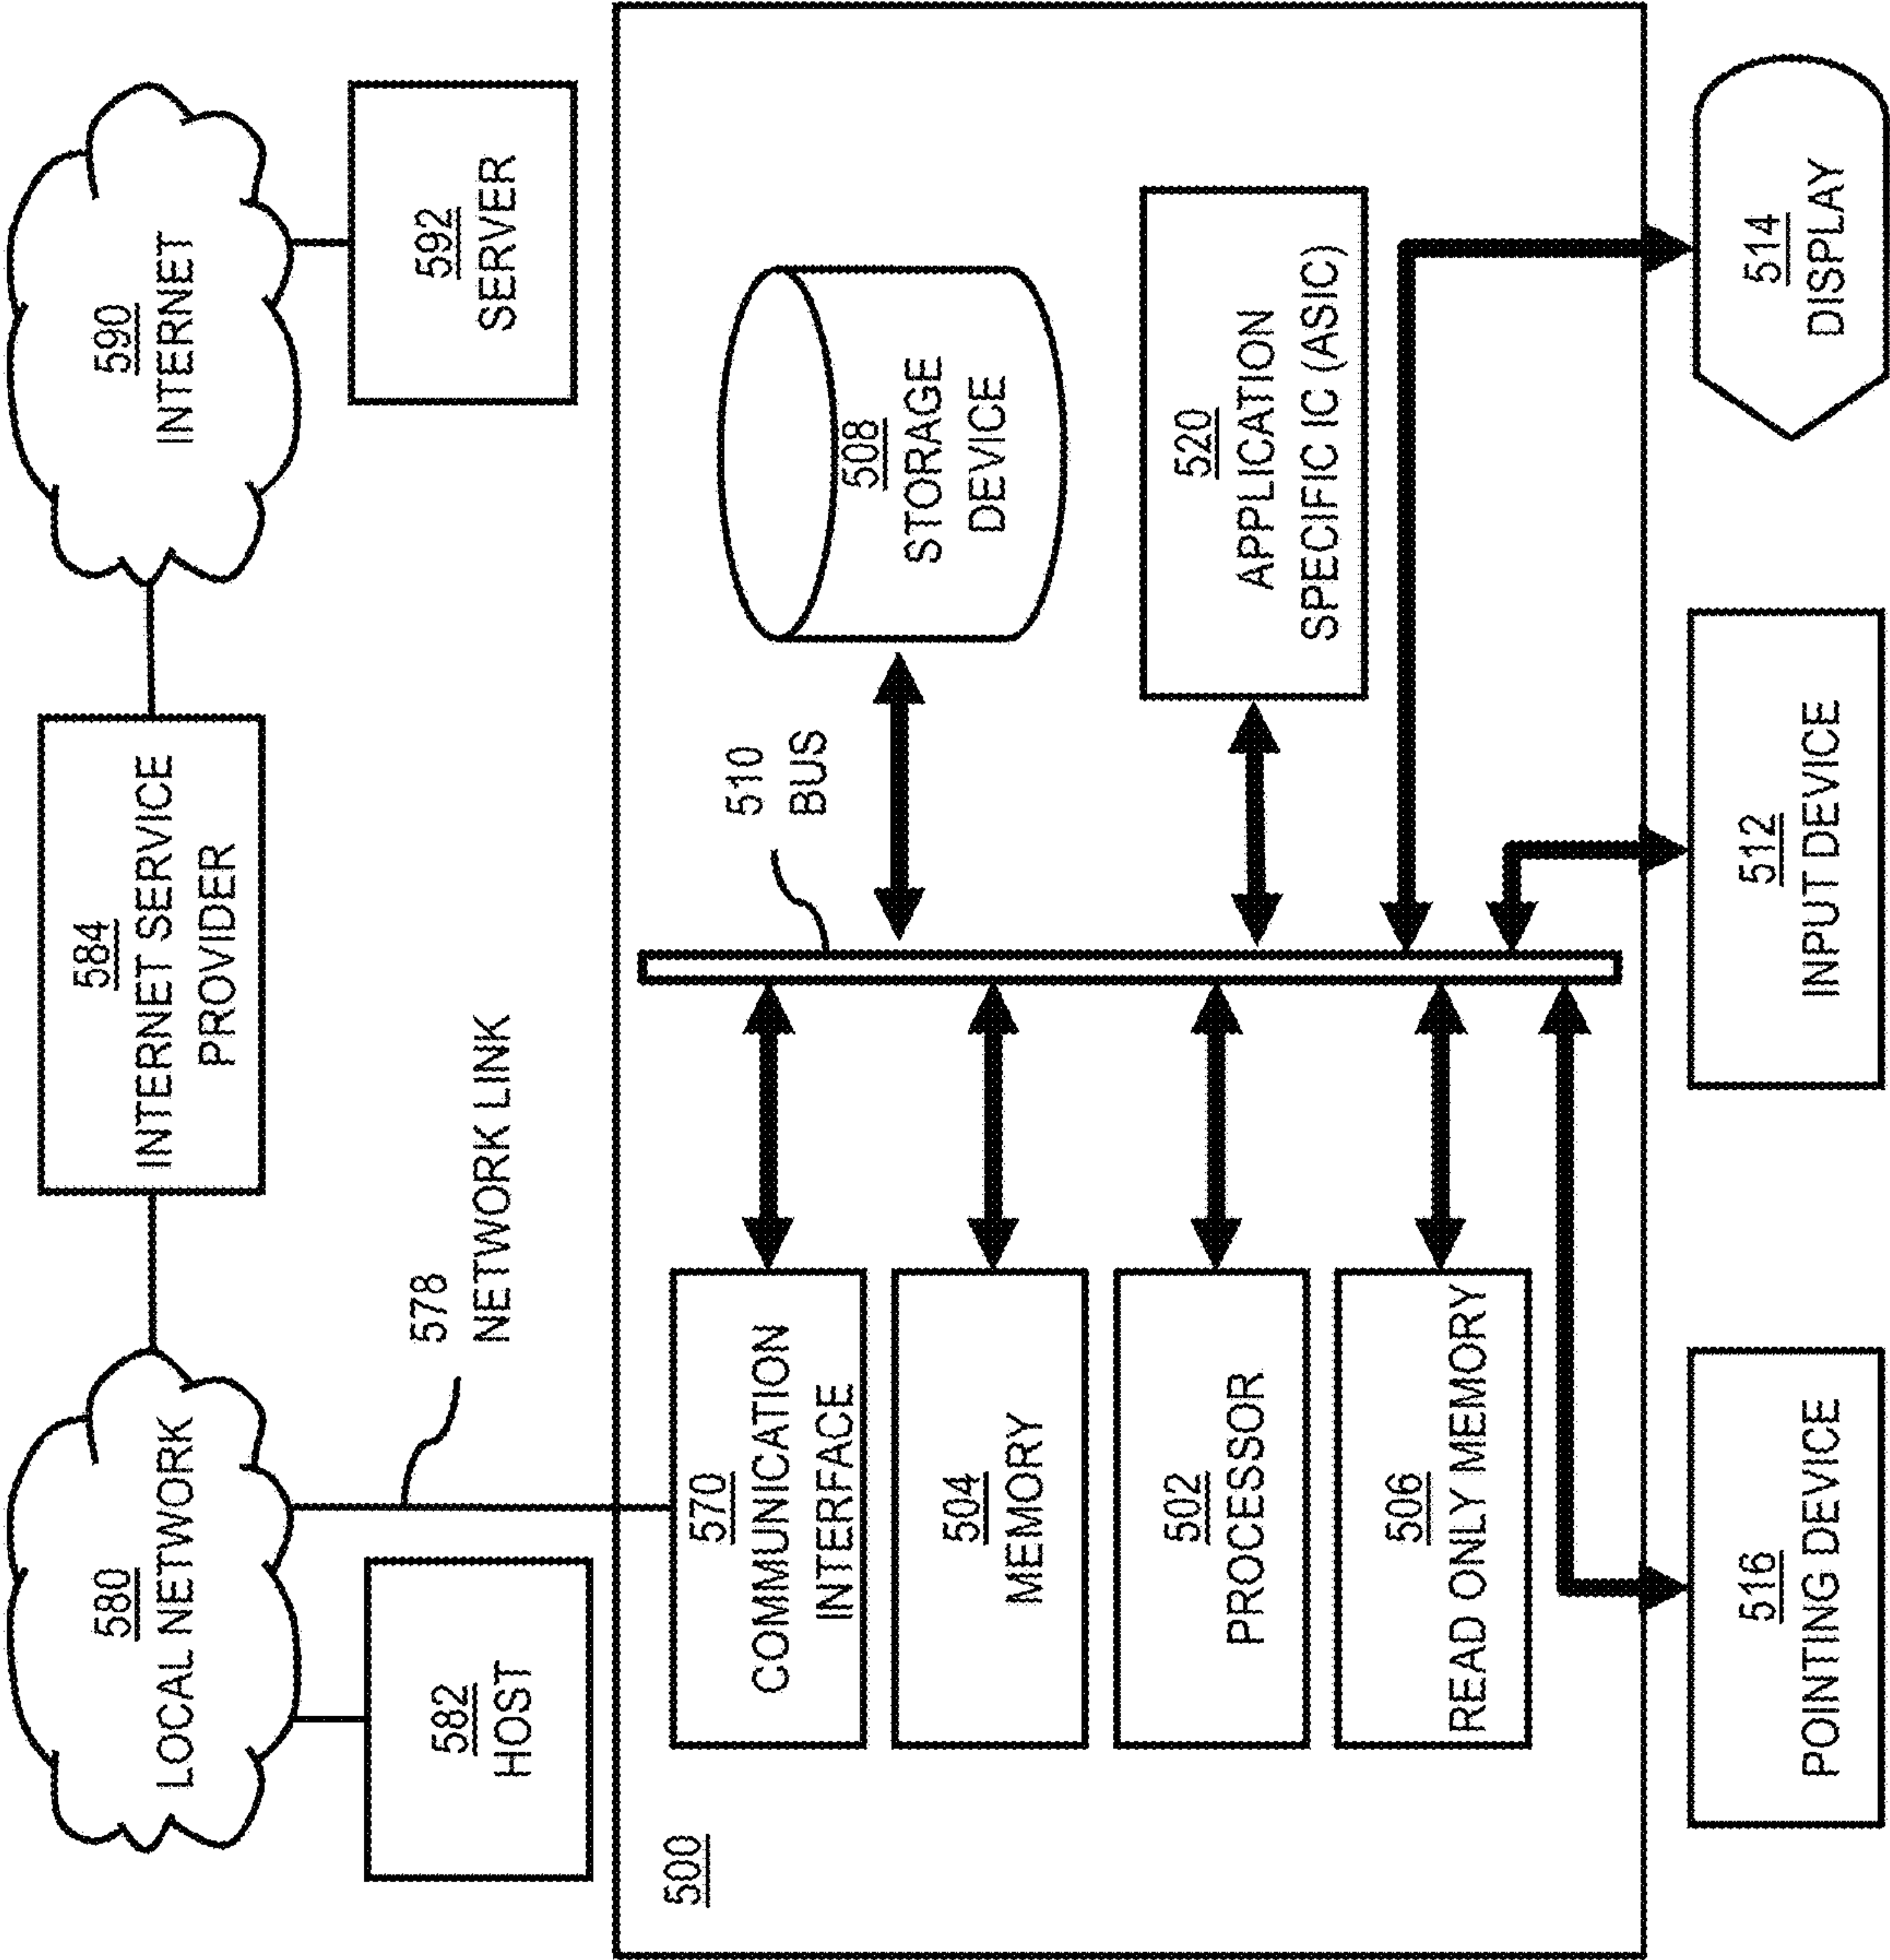 580
LOCAL NETWORK
584
INTERNET SERVICE
PROVIDER
590
INTERNET
582
HOST
578
NETWORK LINK
592
SERVER
500
510
BUS
570
COMMUNICATION
INTERFACE
504
MEMORY
502
PROCESSOR
506
READ ONLY MEMORY
508
STORAGE
DEVICE
520
APPLICATION
SPECIFIC IC (ASIC)
516
POINTING DEVICE
512
INPUT DEVICE
514
DISPLAY